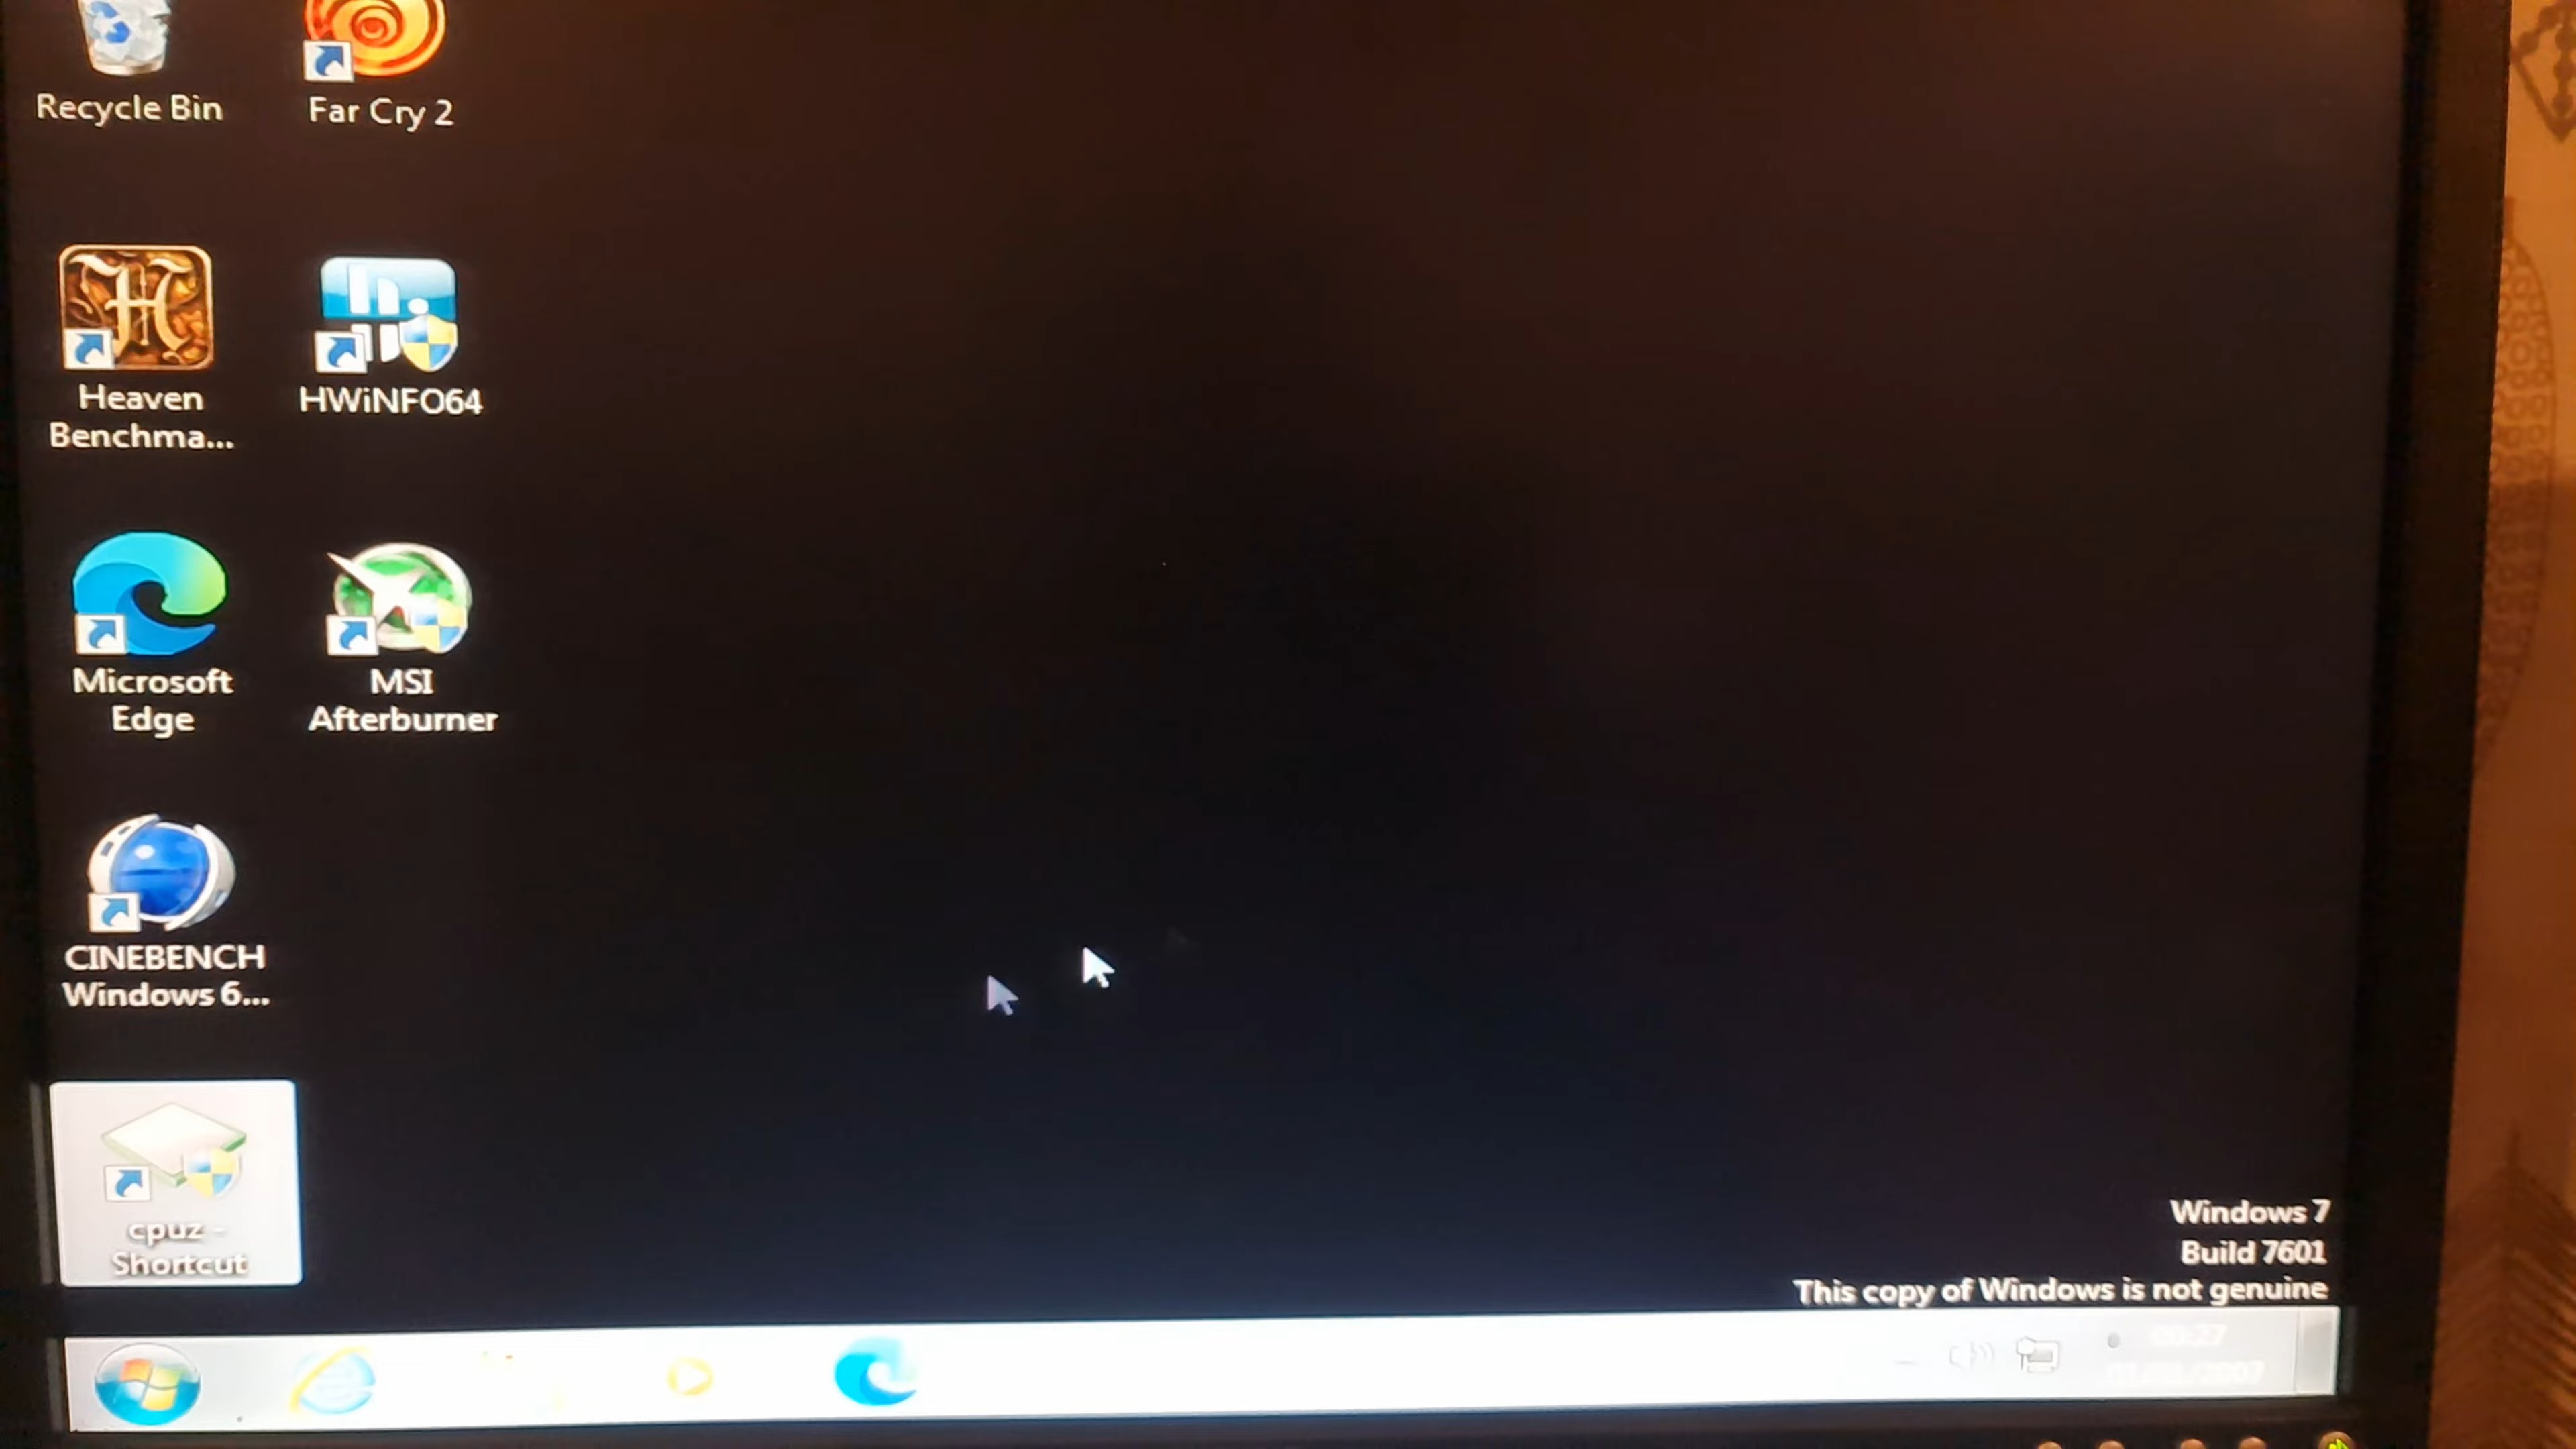 Recycle Bin
Far Cry 2
Heaven
Benchma...
HWiNFO64
Microsoft
Edge
MSI
Afterburner
CINEBENCH
Windows 6...
cpuz -
Shortcut
Windows 7
Build 7601
This copy of Windows is not genuine